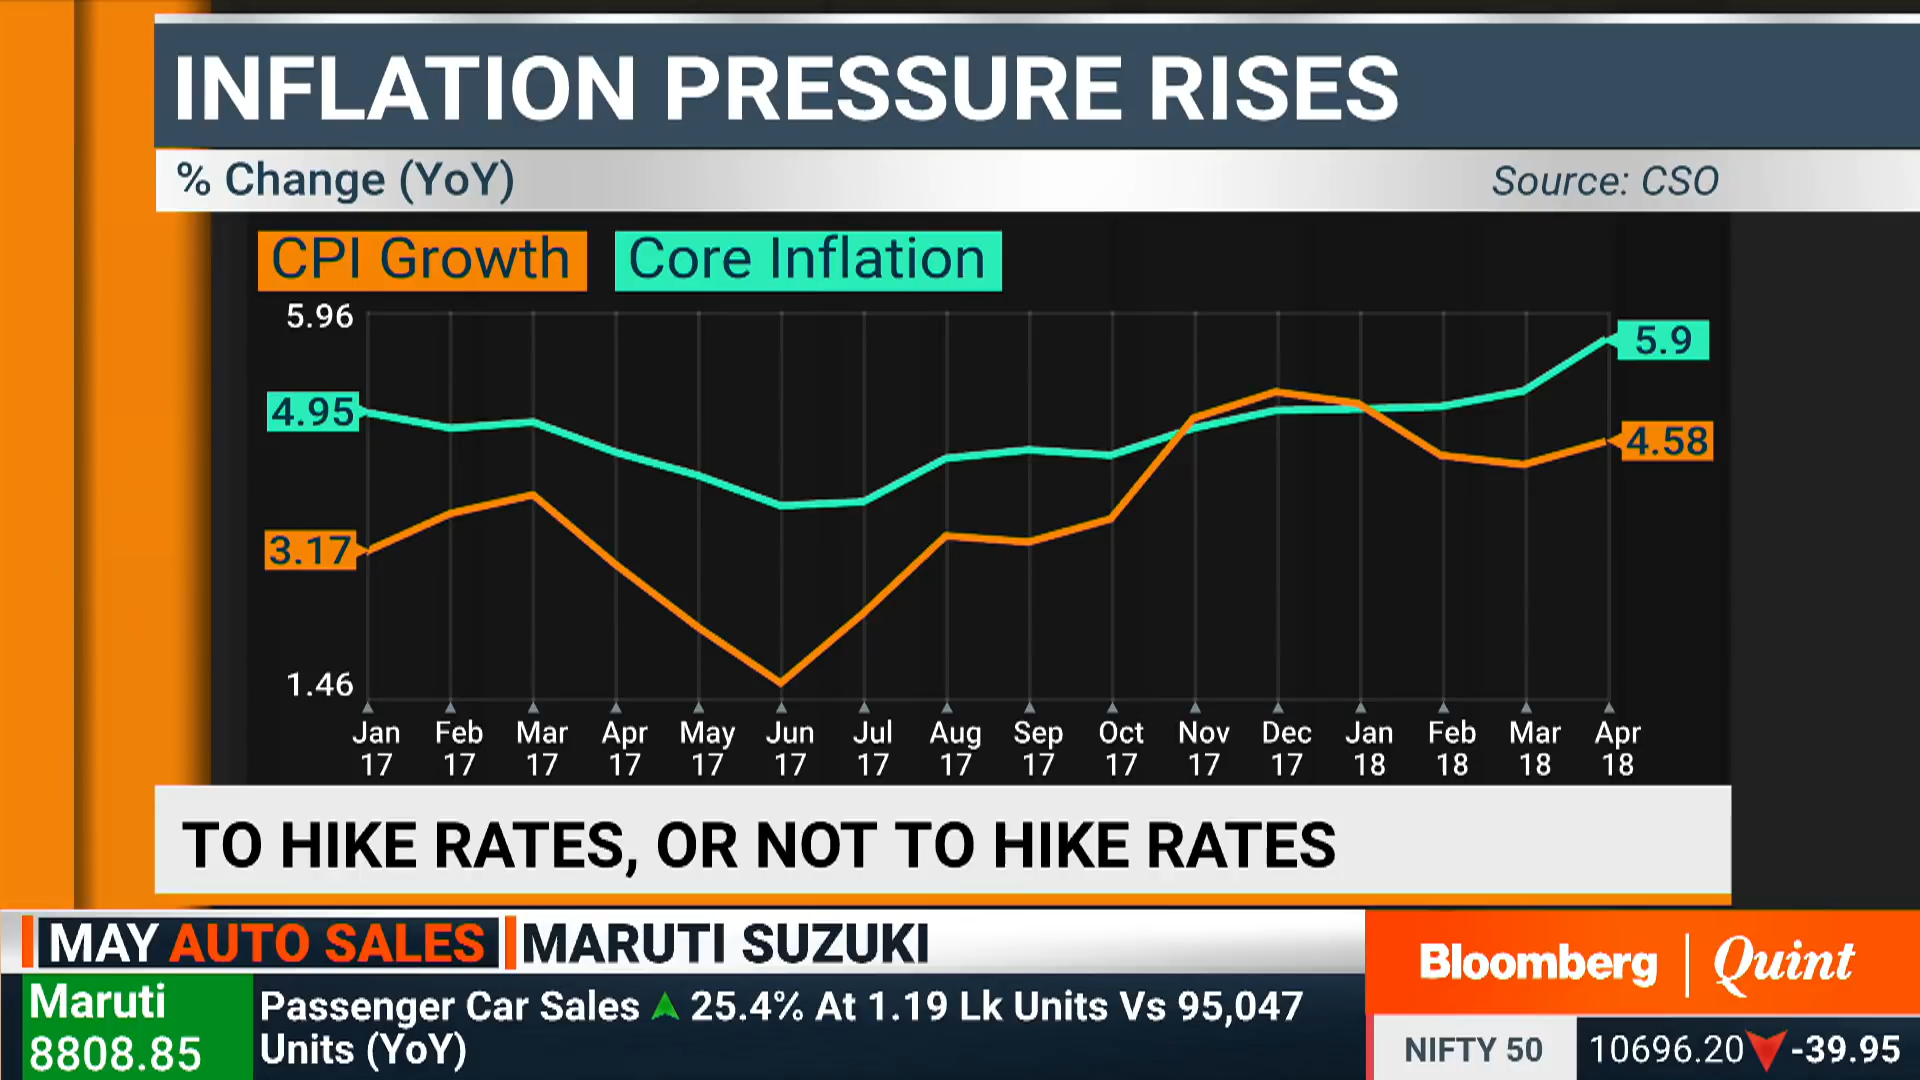 INFLATION PRESSURE RISES
% Change (YoY)
Source: CSO
CPI Growth
Core Inflation
5.96
5.9
4.95
4.58
3.17
1.46
Jan Feb Mar Apr May Jun Jul Aug Sep Oct Nov Dec Jan Feb Mar Apr
17 17 17 17 17 17 17 17 17 17 17 17 18 18 18 18
TO HIKE RATES, OR NOT TO HIKE RATES
MAY AUTO SALES
MARUTI SUZUKI
Bloomberg | Quint
Maruti
8808.85
Passenger Car Sales ▲ 25.4% At 1.19 Lk Units Vs 95,047
Units (YoY)
NIFTY 50
10696.20 ▼ -39.95